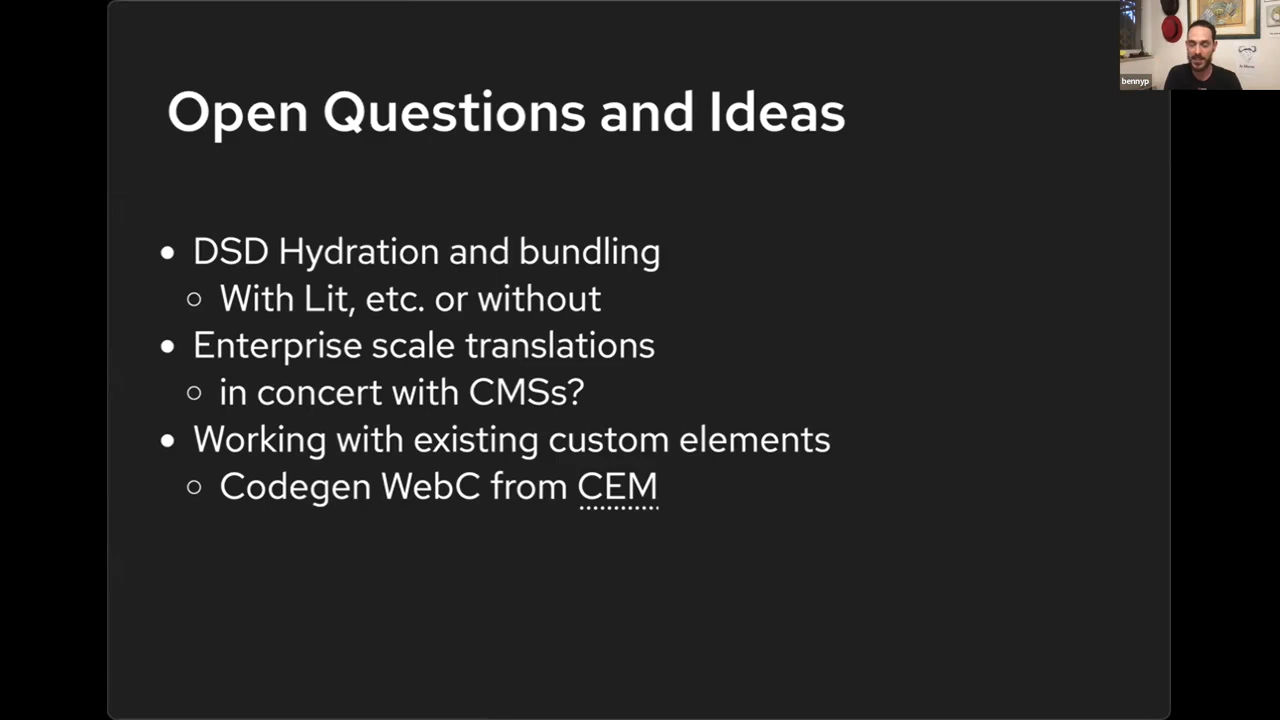 Open Questions and Ideas
DSD Hydration and bundling
With Lit, etc. or without
Enterprise scale translations
in concert with CMSs?
Working with existing custom elements
Codegen WebC from CEM
bennyp